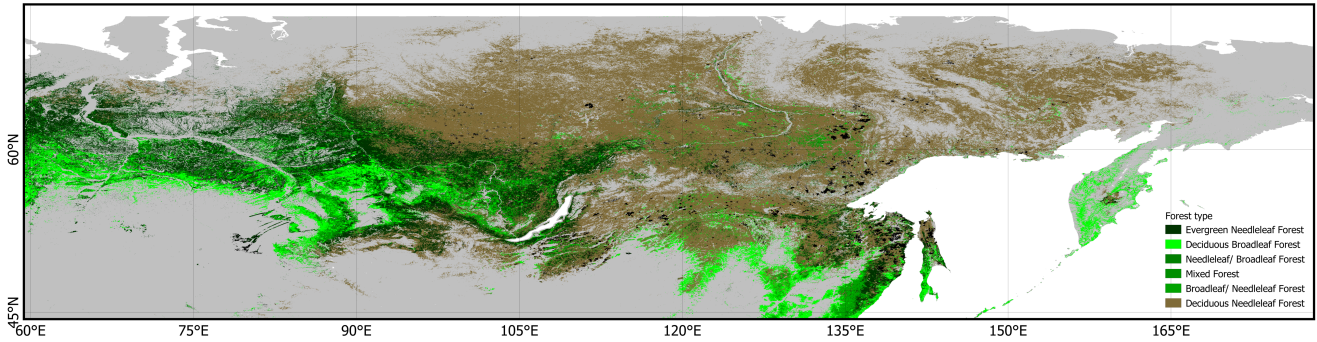 60°N
45°N
60°E
75°E
90°E
105°E
120°E
135°E
150°E
165°E
Forest type
Evergreen Needleleaf Forest
Deciduous Broadleaf Forest
Needleleaf/ Broadleaf Forest
Mixed Forest
Broadleaf/ Needleleaf Forest
Deciduous Needleleaf Forest